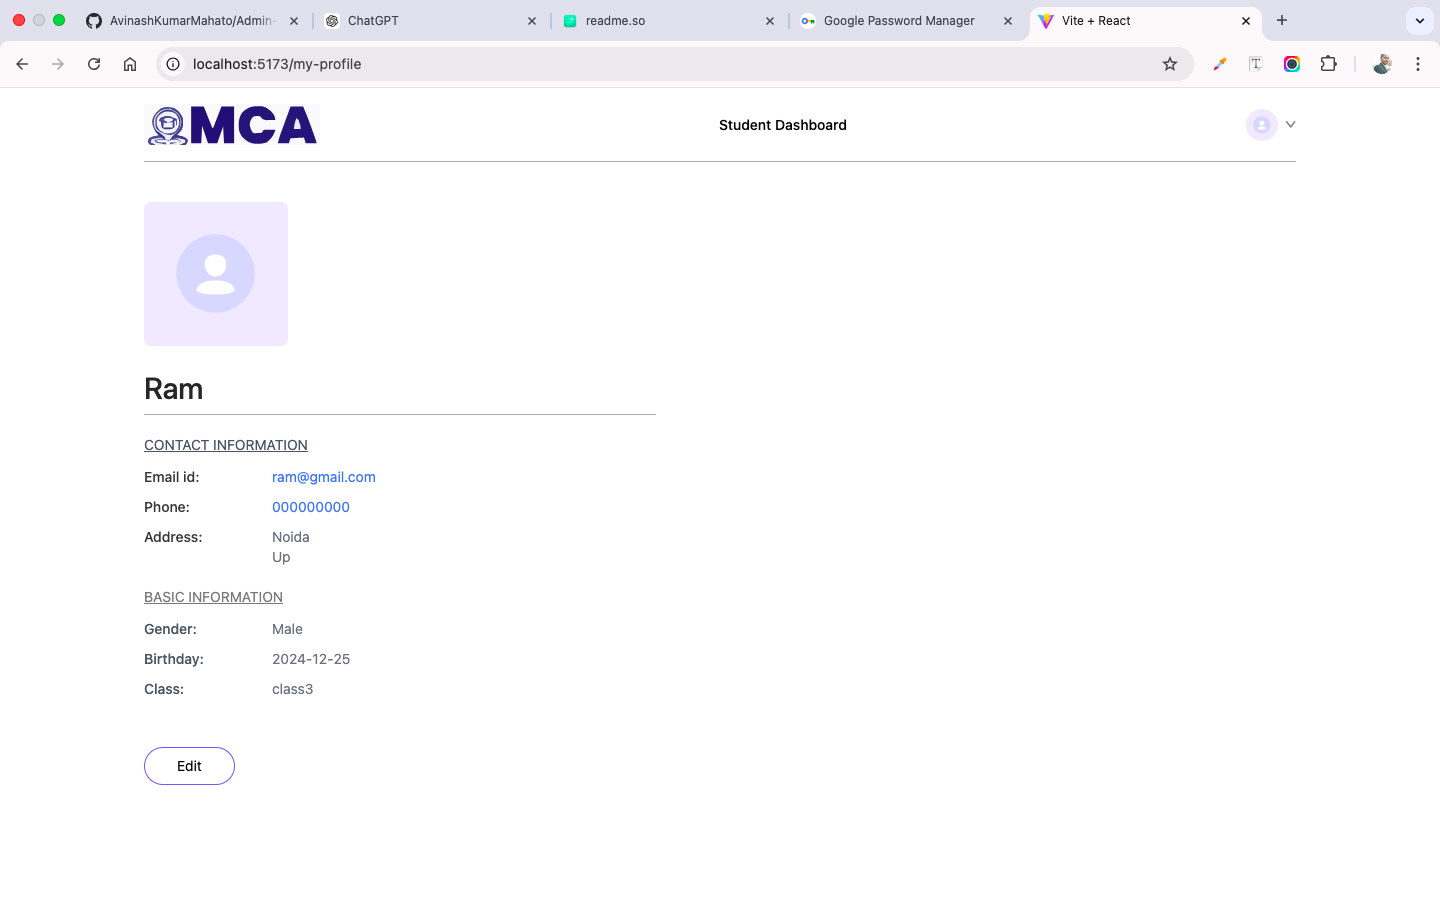 AvinashKumarMahato/Admin-
ChatGPT
readme.so
Google Password Manager
Vite + React
localhost:5173/my-profile
MCA
Student Dashboard
Ram
CONTACT INFORMATION
Email id: ram@gmail.com
Phone: 000000000
Address: Noida
Up
BASIC INFORMATION
Gender: Male
Birthday: 2024-12-25
Class: class3
Edit